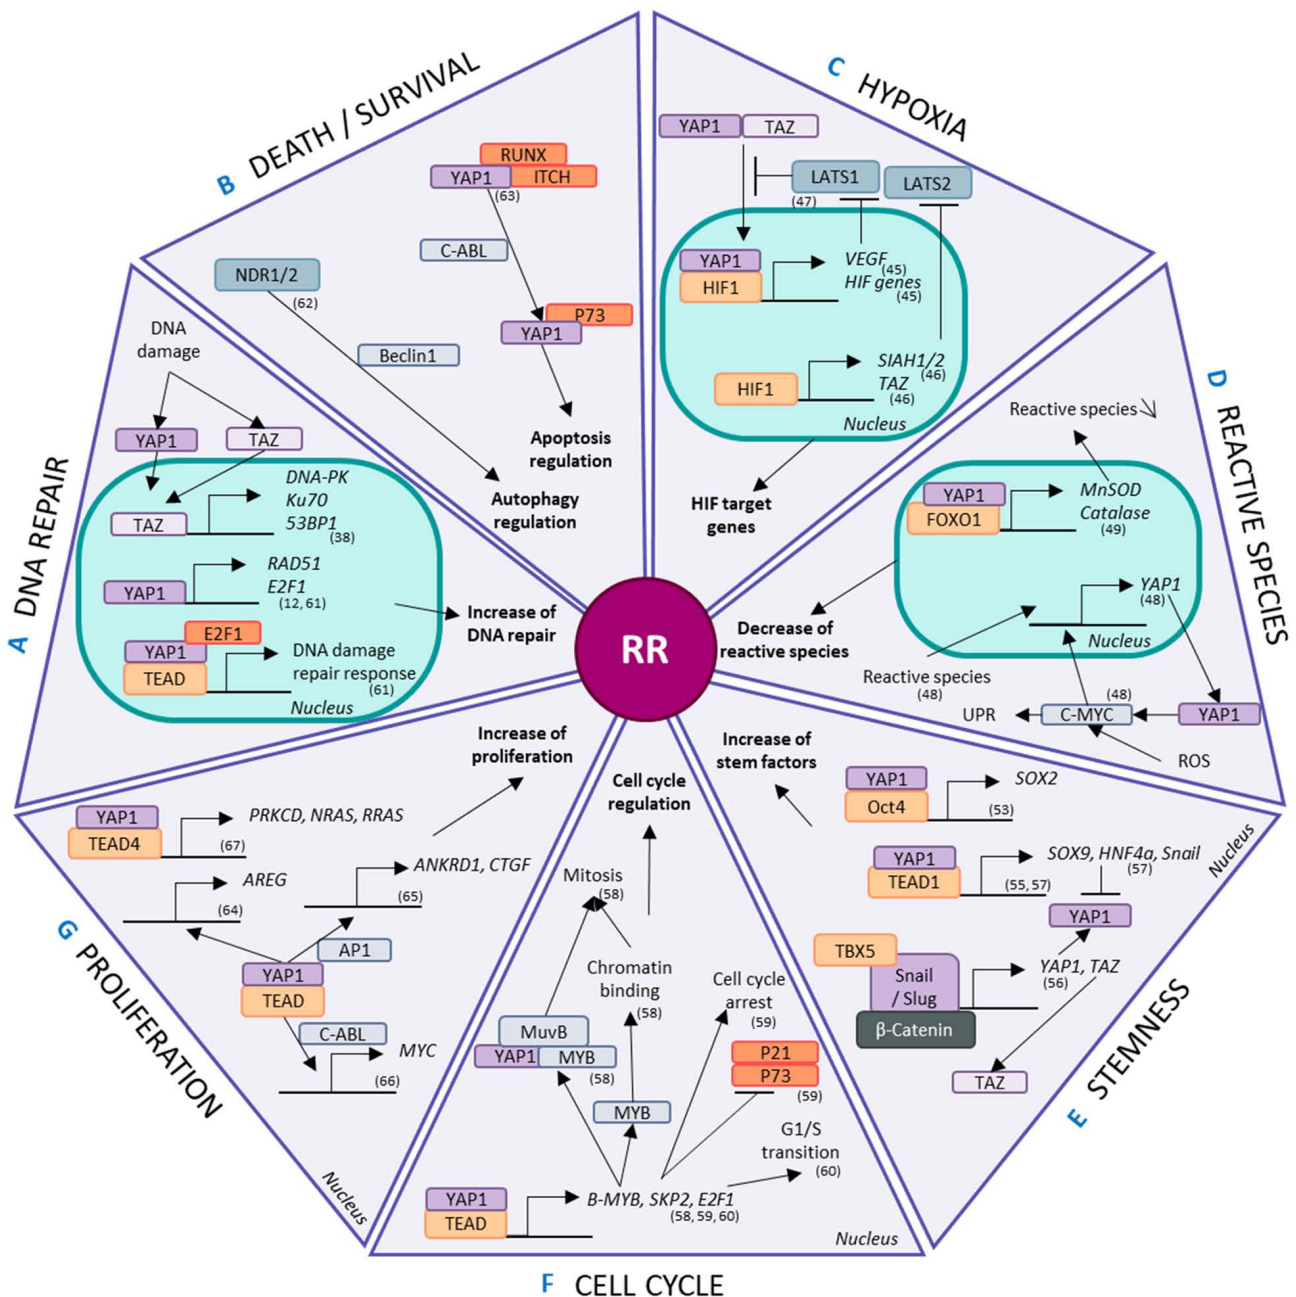 B DEATH / SURVIVAL
RUNX
YAP1 ITCH
(63)
C-ABL
NDR1/2
(62)
P73
YAP1
Beclin1
Apoptosis
regulation
Autophagy
regulation
C HYPOXIA
YAP1 TAZ
LATS1
LATS2
(47)
YAP1
HIF1
VEGF
(45)
HIF genes
(45)
HIF1
SIAH1/2
(46)
TAZ
(46)
Nucleus
HIF target
genes
A DNA REPAIR
DNA
damage
YAP1
TAZ
DNA-PK
Ku70
TAZ
53BP1
(38)
YAP1
RAD51
E2F1
(12, 61)
E2F1
YAP1
TEAD
DNA damage
repair response
(61)
Nucleus
Increase of
DNA repair
RR
D REACTIVE SPECIES
Reactive species
YAP1
FOXO1
MnSOD
Catalase
(49)
YAP1
(48)
Nucleus
Decrease of
reactive species
Reactive species
(48)
(48)
UPR
C-MYC
YAP1
ROS
Increase of
stem factors
YAP1
Oct4
SOX2
(53)
Nucleus
YAP1
TEAD1
SOX9, HNF4a, Snail
(57)
(55, 57)
YAP1
TBX5
Snail
/ Slug
β-Catenin
YAP1, TAZ
(56)
TAZ
E STEMNESS
Increase of
proliferation
YAP1
TEAD4
PRKCD, NRAS, RRAS
(67)
AREG
(64)
ANKRD1, CTGF
(65)
AP1
YAP1
TEAD
C-ABL
MYC
(66)
Nucleus
G PROLIFERATION
Cell cycle
regulation
Mitosis
(58)
Chromatin
binding
(58)
Cell cycle
arrest
(59)
MuvB
YAP1 MYB
(58)
P21
P73
(59)
MYB
G1/S
transition
(60)
YAP1
TEAD
B-MYB, SKP2, E2F1
(58, 59, 60)
Nucleus
F CELL CYCLE